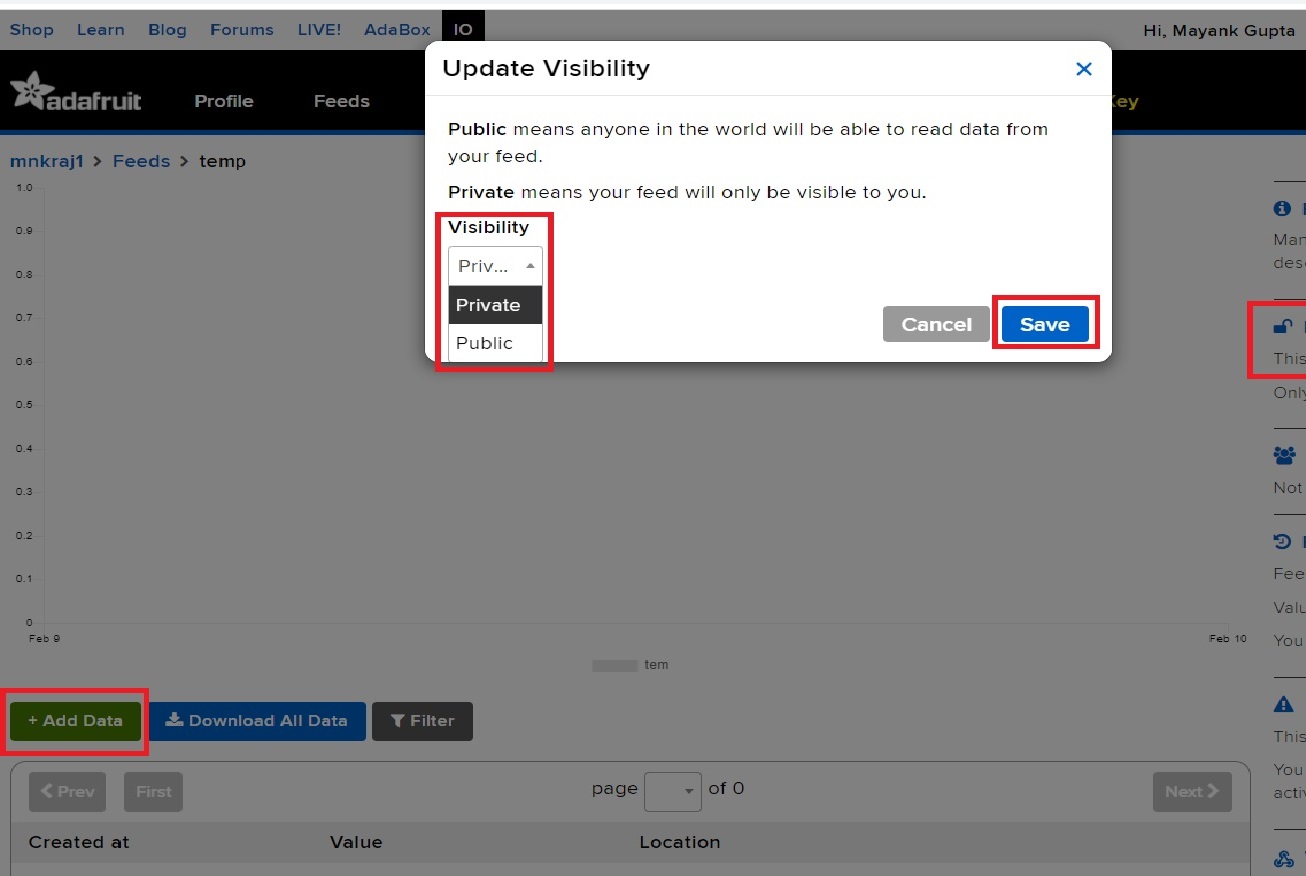 Shop Learn Blog Forums LIVE! AdaBox IO
Hi, Mayank Gupta
adafruit Profile Feeds
Key
mnkraj1 > Feeds > temp
Update Visibility
Public means anyone in the world will be able to read data from
your feed.
Private means your feed will only be visible to you.
Visibility
Priv...
Private
Public
Cancel Save
1.0
0.9
0.8
0.7
0.6
0.5
0.4
0.3
0.2
0.1
0
Feb 9 Feb 10
tem
This
Only
Not
Fee
Valu
You
This
You
+ Add Data Download All Data Filter
Prev First page of 0 Next
Created at Value Location